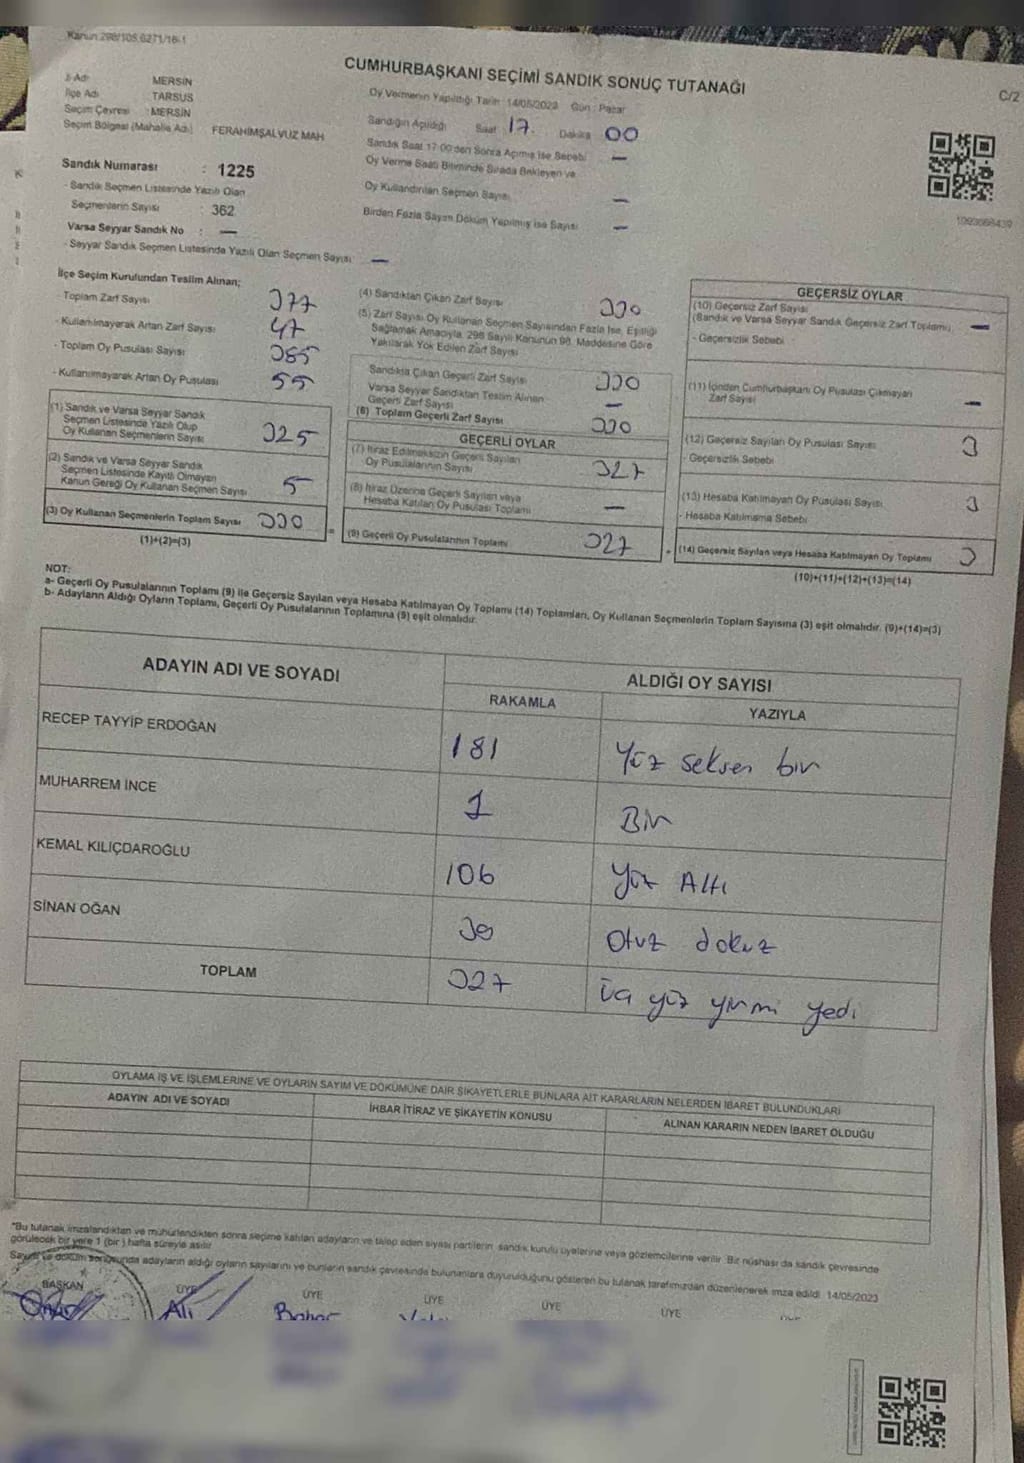 Kanun 298/105,6271/16-1
CUMHURBAŞKANI SEÇİMİ SANDIK SONUÇ TUTANAĞI
C/2
İl Adı MERSİN
İlçe Adı TARSUS
Seçim Çevresi : MERSİN
Seçim Bölgesi (Mahalle Adı) FERAHİMŞALVUZ MAH
Oy Vermenin Yapıldığı Tarih : 14/05/2023 Gün : Pazar
Sandığın Açıldığı Saat : 17. Dakika 00
Sandık Saat 17:00'den Sonra Açımış İse Sebebi —
Oy Verme Saati Bitiminde Sırada Bekleyen ve
Oy Kullandırılan Seçmen Sayısı —
Birden Fazla Sayım Döküm Yapılmış ise Sayısı —
Sandık Numarası : 1225
- Sandık Seçmen Listesinde Yazılı Olan
Seçmenlerin Sayısı : 362
Varsa Seyyar Sandık No : —
- Seyyar Sandık Seçmen Listesinde Yazılı Olan Seçmen Sayısı —
İlçe Seçim Kurulundan Teslim Alınan;
- Toplam Zarf Sayısı 377
- Kullanılmayarak Artan Zarf Sayısı 47
- Toplam Oy Pusulası Sayısı 385
- Kullanılmayarak Artan Oy Pusulası 55
(1) Sandık ve Varsa Seyyar Sandık
Seçmen Listesinde Yazılı Olup
Oy Kullanan Seçmenlerin Sayısı 325
(2) Sandık ve Varsa Seyyar Sandık
Seçmen Listesinde Kayıtlı Olmayan
Kanun Gereği Oy Kullanan Seçmen Sayısı 5
(3) Oy Kullanan Seçmenlerin Toplam Sayısı 330
(1)+(2)=(3)
(4) Sandıktan Çıkan Zarf Sayısı 330
(5) Zarf Sayısı Oy Kullanan Seçmen Sayısından Fazla İse, Eşitliği
Sağlamak Amacıyla, 298 Sayılı Kanunun 98. Maddesine Göre
Yakılarak Yok Edilen Zarf Sayısı
Sandıkta Çıkan Geçerli Zarf Sayısı 330
Varsa Seyyar Sandıktan Teslim Alınan
Geçerli Zarf Sayısı —
(6) Toplam Geçerli Zarf Sayısı 330
GEÇERLİ OYLAR
(7) İtiraz Edilmeksizin Geçerli Sayılan
Oy Pusulalarının Sayısı 327
(8) İtiraz Üzerine Geçerli Sayılan veya
Hesaba Katılan Oy Pusulası Toplamı —
(9) Geçerli Oy Pusulalarının Toplamı 327
GEÇERSİZ OYLAR
(10) Geçersiz Zarf Sayısı
(Sandık ve Varsa Seyyar Sandık Geçersiz Zarf Toplamı) —
- Geçersizlik Sebebi
(11) İçinden Cumhurbaşkanı Oy Pusulası Çıkmayan
Zarf Sayısı —
(12) Geçersiz Sayılan Oy Pusulası Sayısı 3
- Geçersizlik Sebebi
(13) Hesaba Katılmayan Oy Pusulası Sayısı 3
- Hesaba Katılmama Sebebi
(14) Geçersiz Sayılan veya Hesaba Katılmayan Oy Toplamı 3
(10)+(11)+(12)+(13)=(14)
NOT:
a- Geçerli Oy Pusulalarının Toplamı (9) ile Geçersiz Sayılan veya Hesaba Katılmayan Oy Toplamı (14) Toplamları, Oy Kullanan Seçmenlerin Toplam Sayısına (3) eşit olmalıdır. (9)+(14)=(3)
b- Adayların Aldığı Oyların Toplamı, Geçerli Oy Pusulalarının Toplamına (9) eşit olmalıdır.
ADAYIN ADI VE SOYADI
ALDIĞI OY SAYISI
RAKAMLA YAZIYLA
RECEP TAYYİP ERDOĞAN 181 Yüz seksen bir
MUHARREM İNCE 1 Bir
KEMAL KILIÇDAROĞLU 106 Yüz Altı
SİNAN OĞAN 39 Otuz dokuz
TOPLAM 327 üç yüz yirmi yedi
OYLAMA İŞ VE İŞLEMLERİNE VE OYLARIN SAYIM VE DÖKÜMÜNE DAİR ŞİKAYETLERLE BUNLARA AİT KARARLARIN NELERDEN İBARET BULUNDUKLARI
ADAYIN ADI VE SOYADI İHBAR İTİRAZ VE ŞİKAYETİN KONUSU ALINAN KARARIN NEDEN İBARET OLDUĞU
*Bu tutanak imzalandıktan ve mühürlendikten sonra seçime katılan adayların ve talep eden siyasi partilerin sandık kurulu üyelerine veya gözlemcilerine verilir. Bir nüshası da sandık çevresinde
görülecek bir yere 1 (bir) hafta süreyle asılır.
Sayım ve döküm sonucunda adayların aldığı oyların sayılarını ve bunların sandık çevresinde bulunanlara duyurulduğunu gösteren bu tutanak tarafımızdan düzenlenerek imza edildi. 14/05/2023
BAŞKAN ÜYE ÜYE ÜYE ÜYE ÜYE
Ali Bahar